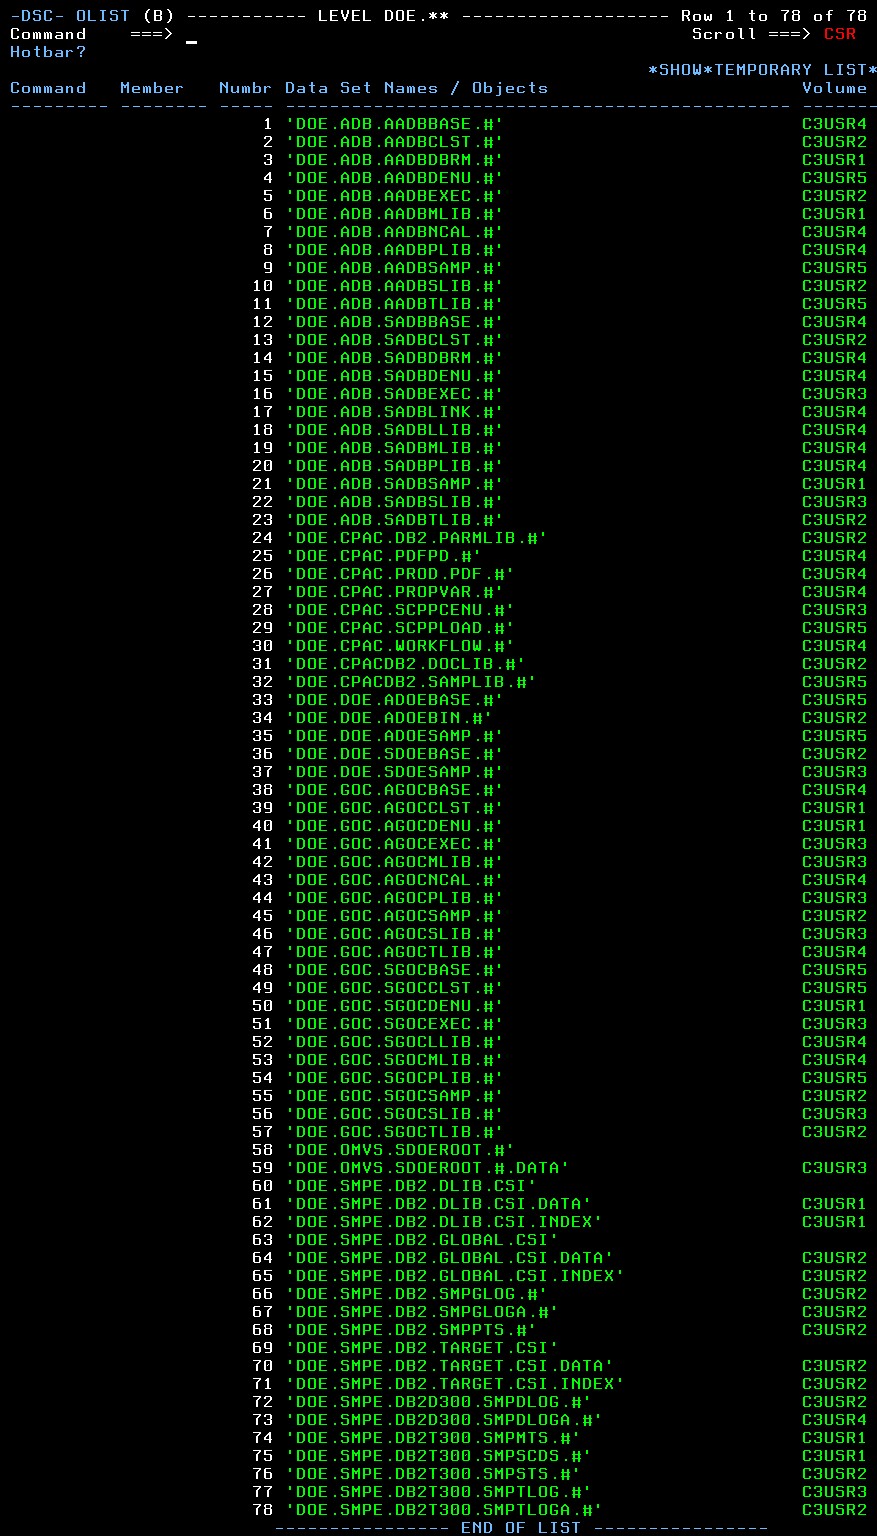 -DSC- OLIST (B) ----------- LEVEL DOE.** ------------------- Row 1 to 78 of 78
Command    ===> _                                              Scroll ===> CSR
Hotbar?
*SHOW*TEMPORARY LIST*
Command   Member   Numbr Data Set Names / Objects                       Volume
--------- -------- ----- ---------------------------------------------- -------
1 'DOE.ADB.AADBBASE.#' C3USR4
2 'DOE.ADB.AADBCLST.#' C3USR2
3 'DOE.ADB.AADBDBRM.#' C3USR1
4 'DOE.ADB.AADBDENU.#' C3USR5
5 'DOE.ADB.AADBEXEC.#' C3USR2
6 'DOE.ADB.AADBMLIB.#' C3USR1
7 'DOE.ADB.AADBNCAL.#' C3USR4
8 'DOE.ADB.AADBPLIB.#' C3USR4
9 'DOE.ADB.AADBSAMP.#' C3USR5
10 'DOE.ADB.AADBSLIB.#' C3USR2
11 'DOE.ADB.AADBTLIB.#' C3USR5
12 'DOE.ADB.SADBBASE.#' C3USR4
13 'DOE.ADB.SADBCLST.#' C3USR2
14 'DOE.ADB.SADBDBRM.#' C3USR4
15 'DOE.ADB.SADBDENU.#' C3USR4
16 'DOE.ADB.SADBEXEC.#' C3USR3
17 'DOE.ADB.SADBLINK.#' C3USR4
18 'DOE.ADB.SADBLLIB.#' C3USR4
19 'DOE.ADB.SADBMLIB.#' C3USR4
20 'DOE.ADB.SADBPLIB.#' C3USR4
21 'DOE.ADB.SADBSAMP.#' C3USR1
22 'DOE.ADB.SADBSLIB.#' C3USR3
23 'DOE.ADB.SADBTLIB.#' C3USR2
24 'DOE.CPAC.DB2.PARMLIB.#' C3USR2
25 'DOE.CPAC.PDFPD.#' C3USR4
26 'DOE.CPAC.PROD.PDF.#' C3USR4
27 'DOE.CPAC.PROPVAR.#' C3USR4
28 'DOE.CPAC.SCPPCENU.#' C3USR3
29 'DOE.CPAC.SCPPLOAD.#' C3USR5
30 'DOE.CPAC.WORKFLOW.#' C3USR4
31 'DOE.CPACDB2.DOCLIB.#' C3USR2
32 'DOE.CPACDB2.SAMPLIB.#' C3USR5
33 'DOE.DOE.ADOEBASE.#' C3USR5
34 'DOE.DOE.ADOEBIN.#' C3USR2
35 'DOE.DOE.ADOESAMP.#' C3USR5
36 'DOE.DOE.SDOEBASE.#' C3USR2
37 'DOE.DOE.SDOESAMP.#' C3USR3
38 'DOE.GOC.AGOCBASE.#' C3USR4
39 'DOE.GOC.AGOCCLST.#' C3USR1
40 'DOE.GOC.AGOCDENU.#' C3USR1
41 'DOE.GOC.AGOCEXEC.#' C3USR3
42 'DOE.GOC.AGOCMLIB.#' C3USR3
43 'DOE.GOC.AGOCNCAL.#' C3USR4
44 'DOE.GOC.AGOCPLIB.#' C3USR3
45 'DOE.GOC.AGOCSAMP.#' C3USR2
46 'DOE.GOC.AGOCSLIB.#' C3USR3
47 'DOE.GOC.AGOCTLIB.#' C3USR4
48 'DOE.GOC.SGOCBASE.#' C3USR5
49 'DOE.GOC.SGOCCLST.#' C3USR5
50 'DOE.GOC.SGOCDENU.#' C3USR1
51 'DOE.GOC.SGOCEXEC.#' C3USR3
52 'DOE.GOC.SGOCLLIB.#' C3USR4
53 'DOE.GOC.SGOCMLIB.#' C3USR4
54 'DOE.GOC.SGOCPLIB.#' C3USR5
55 'DOE.GOC.SGOCSAMP.#' C3USR2
56 'DOE.GOC.SGOCSLIB.#' C3USR3
57 'DOE.GOC.SGOCTLIB.#' C3USR2
58 'DOE.OMVS.SDOEROOT.#'
59 'DOE.OMVS.SDOEROOT.#.DATA' C3USR3
60 'DOE.SMPE.DB2.DLIB.CSI'
61 'DOE.SMPE.DB2.DLIB.CSI.DATA' C3USR1
62 'DOE.SMPE.DB2.DLIB.CSI.INDEX' C3USR1
63 'DOE.SMPE.DB2.GLOBAL.CSI'
64 'DOE.SMPE.DB2.GLOBAL.CSI.DATA' C3USR2
65 'DOE.SMPE.DB2.GLOBAL.CSI.INDEX' C3USR2
66 'DOE.SMPE.DB2.SMPGLOG.#' C3USR2
67 'DOE.SMPE.DB2.SMPGLOGA.#' C3USR2
68 'DOE.SMPE.DB2.SMPPTS.#' C3USR2
69 'DOE.SMPE.DB2.TARGET.CSI'
70 'DOE.SMPE.DB2.TARGET.CSI.DATA' C3USR2
71 'DOE.SMPE.DB2.TARGET.CSI.INDEX' C3USR2
72 'DOE.SMPE.DB2D300.SMPDLOG.#' C3USR2
73 'DOE.SMPE.DB2D300.SMPDLOGA.#' C3USR4
74 'DOE.SMPE.DB2T300.SMPMTS.#' C3USR1
75 'DOE.SMPE.DB2T300.SMPSCDS.#' C3USR1
76 'DOE.SMPE.DB2T300.SMPSTS.#' C3USR2
77 'DOE.SMPE.DB2T300.SMPTLOG.#' C3USR3
78 'DOE.SMPE.DB2T300.SMPTLOGA.#' C3USR2
---------------- END OF LIST ----------------